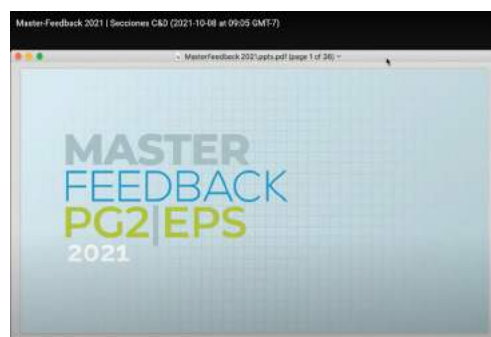 Master-Feedback 2021 | Secciones C&D (2021-10-08 at 09:05 GMT-7)
MasterFeedback 2021.ppts.pdf (page 1 of 38)
MASTER
FEEDBACK
PG2|EPS
2021